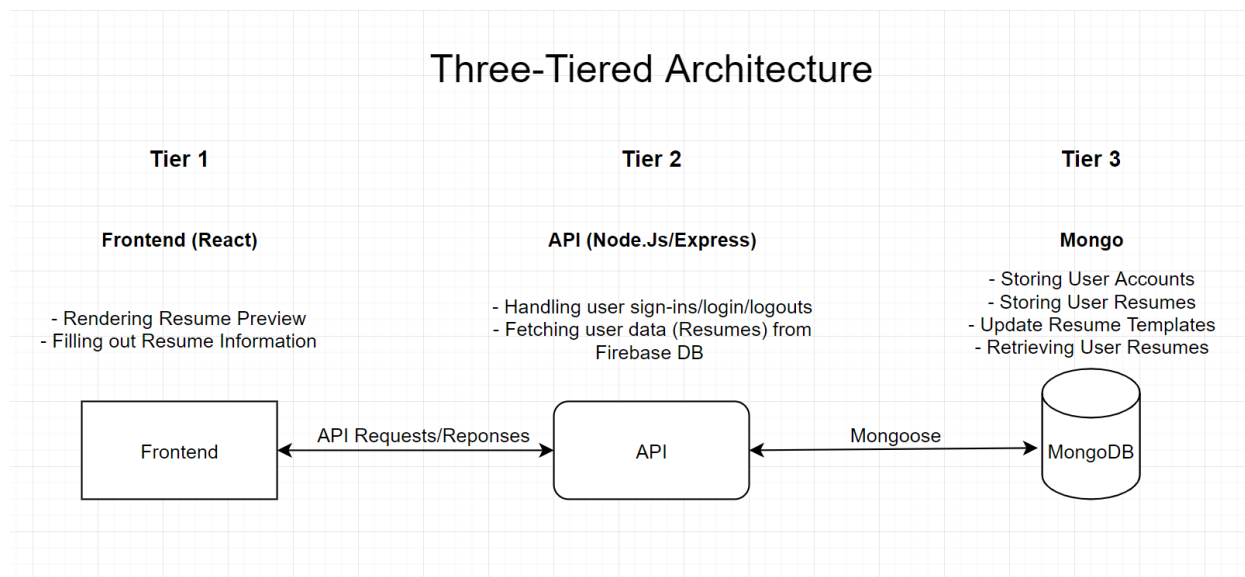 Three-Tiered Architecture
Tier 1
Tier 2
Tier 3
Frontend (React)
API (Node.Js/Express)
Mongo
- Rendering Resume Preview
- Filling out Resume Information
- Handling user sign-ins/login/logouts
- Fetching user data (Resumes) from
Firebase DB
- Storing User Accounts
- Storing User Resumes
- Update Resume Templates
- Retrieving User Resumes
Frontend
API Requests/Reponses
API
Mongoose
MongoDB